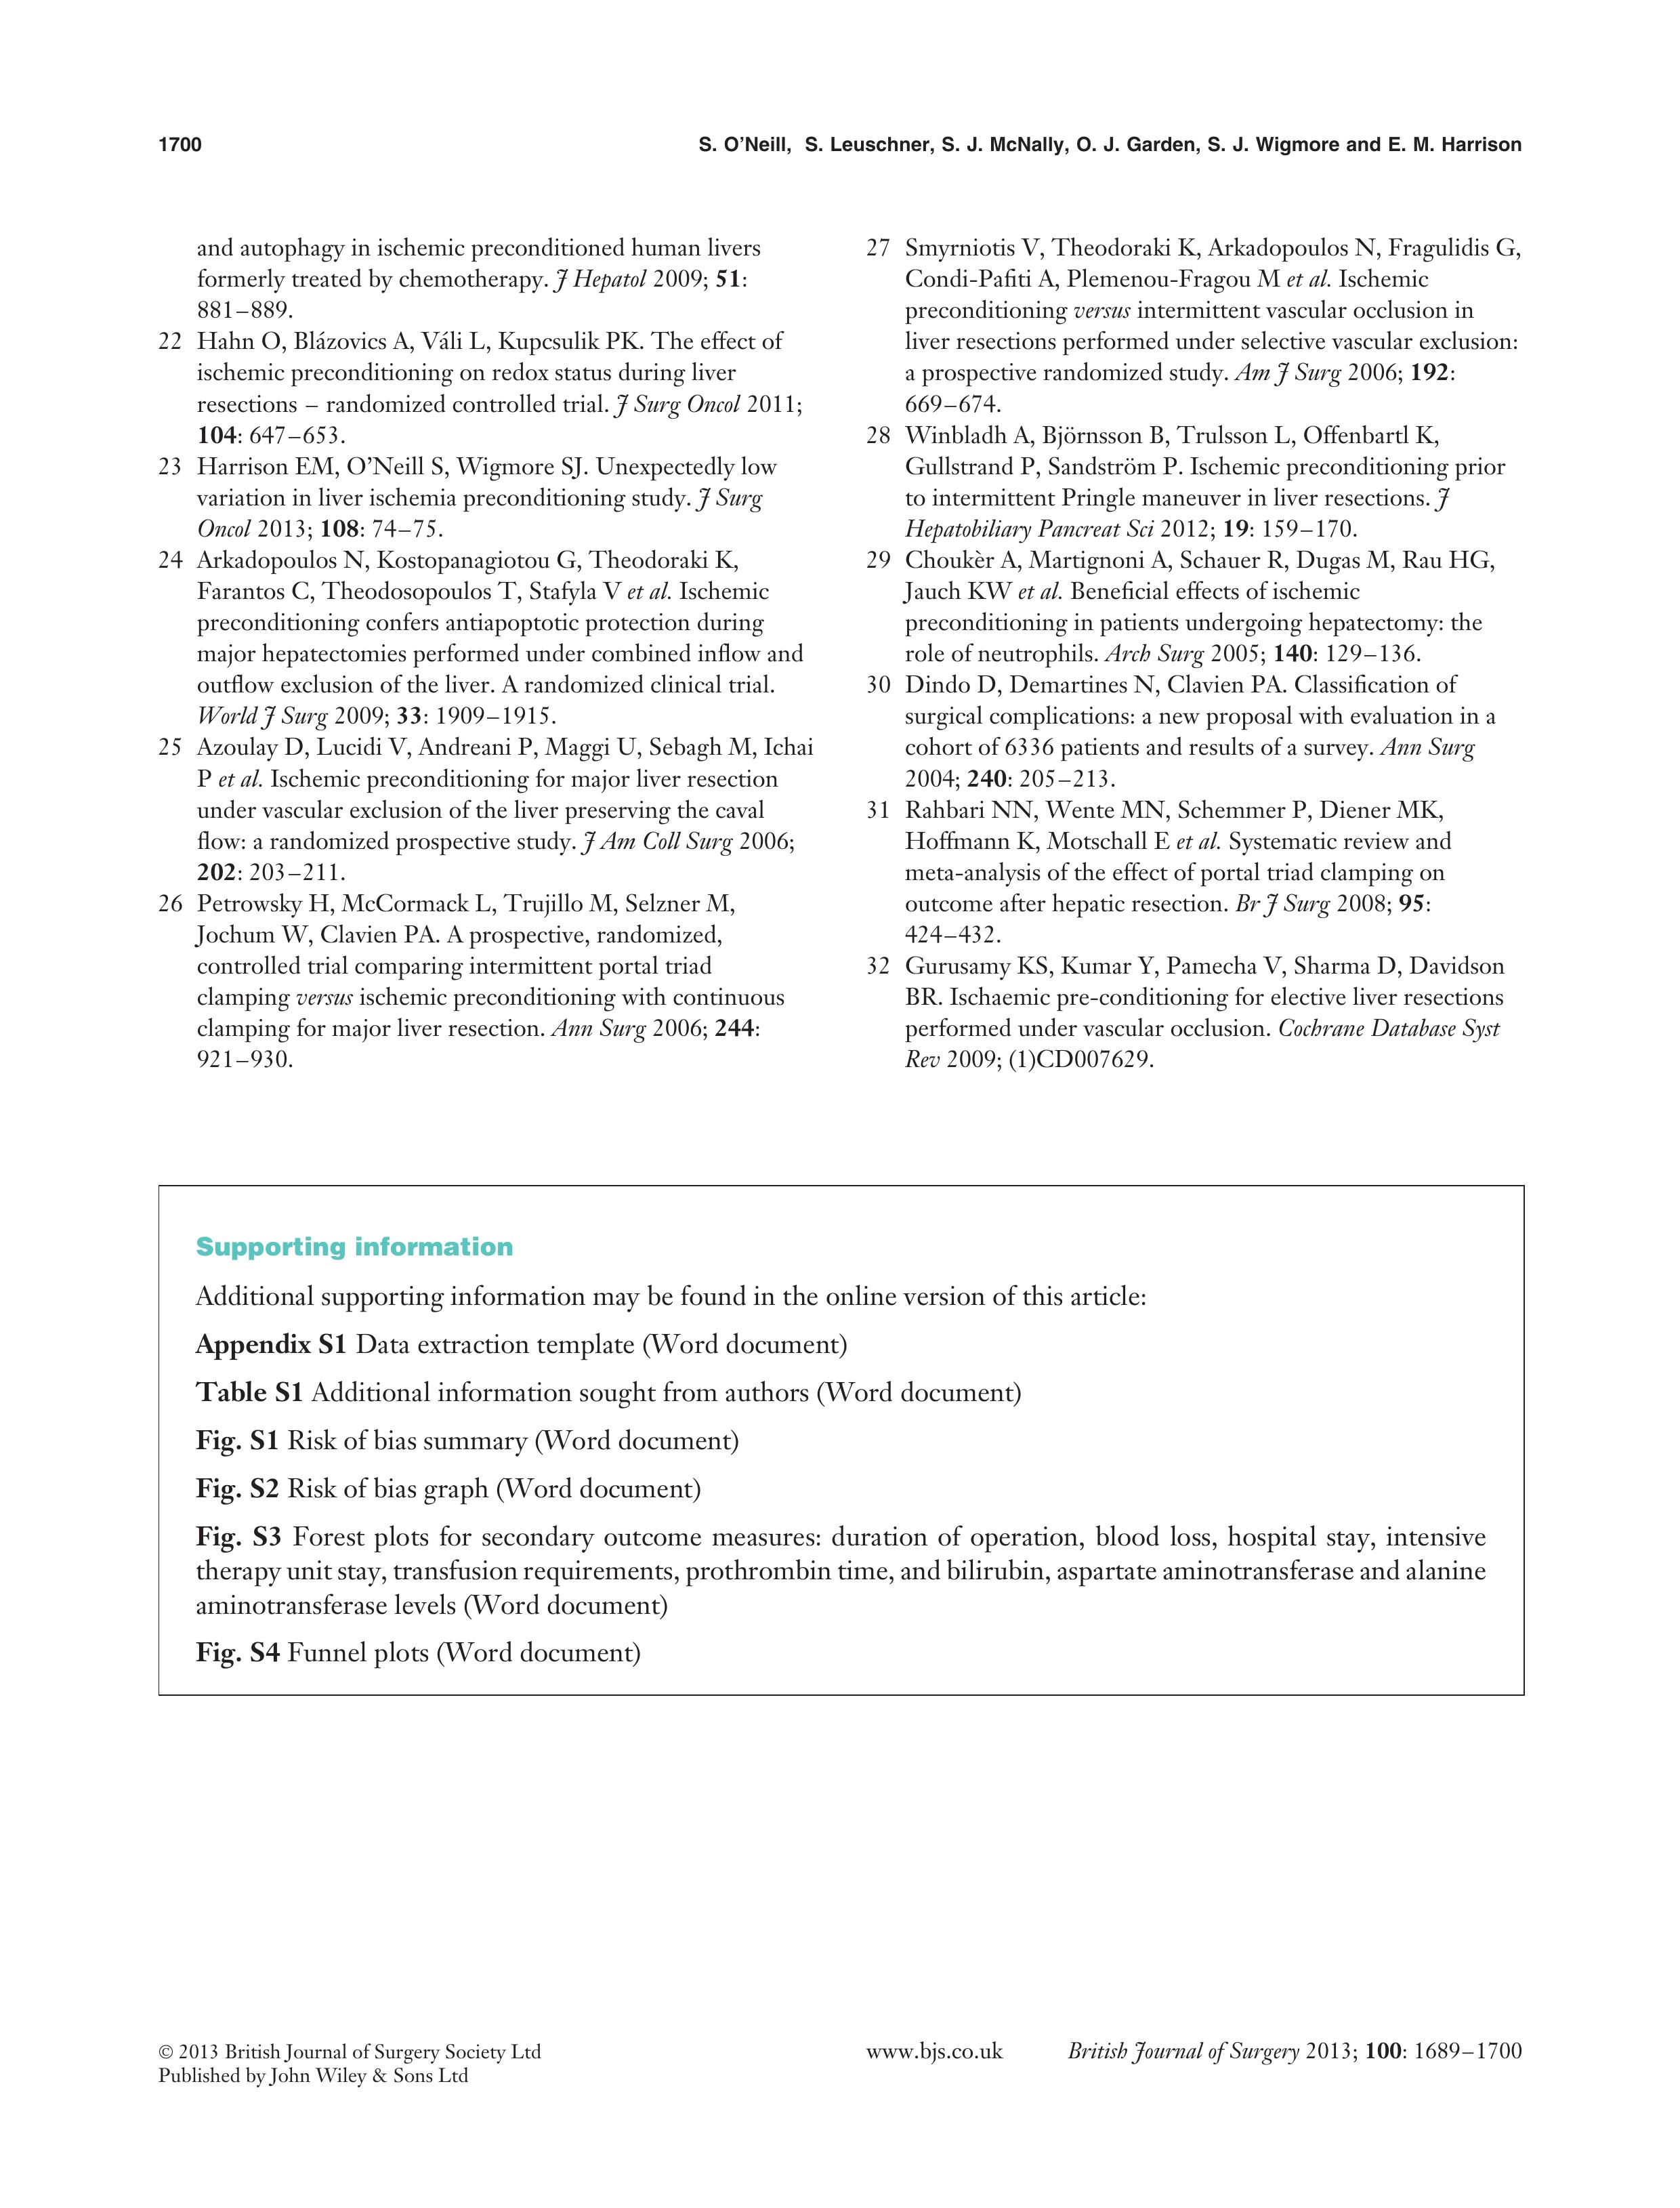 1700
S. O’Neill, S. Leuschner, S. J. McNally, O. J. Garden, S. J. Wigmore and E. M. Harrison
and autophagy in ischemic preconditioned human livers
formerly treated by chemotherapy. J Hepatol 2009; 51:
881–889.
22 Hahn O, Blázovics A, Váli L, Kupcsulik PK. The effect of
ischemic preconditioning on redox status during liver
resections – randomized controlled trial. J Surg Oncol 2011;
104: 647–653.
23 Harrison EM, O’Neill S, Wigmore SJ. Unexpectedly low
variation in liver ischemia preconditioning study. J Surg
Oncol 2013; 108: 74–75.
24 Arkadopoulos N, Kostopanagiotou G, Theodoraki K,
Farantos C, Theodosopoulos T, Stafyla V et al. Ischemic
preconditioning confers antiapoptotic protection during
major hepatectomies performed under combined inflow and
outflow exclusion of the liver. A randomized clinical trial.
World J Surg 2009; 33: 1909–1915.
25 Azoulay D, Lucidi V, Andreani P, Maggi U, Sebagh M, Ichai
P et al. Ischemic preconditioning for major liver resection
under vascular exclusion of the liver preserving the caval
flow: a randomized prospective study. J Am Coll Surg 2006;
202: 203–211.
26 Petrowsky H, McCormack L, Trujillo M, Selzner M,
Jochum W, Clavien PA. A prospective, randomized,
controlled trial comparing intermittent portal triad
clamping versus ischemic preconditioning with continuous
clamping for major liver resection. Ann Surg 2006; 244:
921–930.
27 Smyrniotis V, Theodoraki K, Arkadopoulos N, Fragulidis G,
Condi-Pafiti A, Plemenou-Fragou M et al. Ischemic
preconditioning versus intermittent vascular occlusion in
liver resections performed under selective vascular exclusion:
a prospective randomized study. Am J Surg 2006; 192:
669–674.
28 Winbladh A, Björnsson B, Trulsson L, Offenbartl K,
Gullstrand P, Sandström P. Ischemic preconditioning prior
to intermittent Pringle maneuver in liver resections. J
Hepatobiliary Pancreat Sci 2012; 19: 159–170.
29 Choukèr A, Martignoni A, Schauer R, Dugas M, Rau HG,
Jauch KW et al. Beneficial effects of ischemic
preconditioning in patients undergoing hepatectomy: the
role of neutrophils. Arch Surg 2005; 140: 129–136.
30 Dindo D, Demartines N, Clavien PA. Classification of
surgical complications: a new proposal with evaluation in a
cohort of 6336 patients and results of a survey. Ann Surg
2004; 240: 205–213.
31 Rahbari NN, Wente MN, Schemmer P, Diener MK,
Hoffmann K, Motschall E et al. Systematic review and
meta-analysis of the effect of portal triad clamping on
outcome after hepatic resection. Br J Surg 2008; 95:
424–432.
32 Gurusamy KS, Kumar Y, Pamecha V, Sharma D, Davidson
BR. Ischaemic pre-conditioning for elective liver resections
performed under vascular occlusion. Cochrane Database Syst
Rev 2009; (1)CD007629.
Supporting information
Additional supporting information may be found in the online version of this article:
Appendix S1 Data extraction template (Word document)
Table S1 Additional information sought from authors (Word document)
Fig. S1 Risk of bias summary (Word document)
Fig. S2 Risk of bias graph (Word document)
Fig. S3 Forest plots for secondary outcome measures: duration of operation, blood loss, hospital stay, intensive
therapy unit stay, transfusion requirements, prothrombin time, and bilirubin, aspartate aminotransferase and alanine
aminotransferase levels (Word document)
Fig. S4 Funnel plots (Word document)
© 2013 British Journal of Surgery Society Ltd
Published by John Wiley & Sons Ltd
www.bjs.co.uk
British Journal of Surgery 2013; 100: 1689–1700